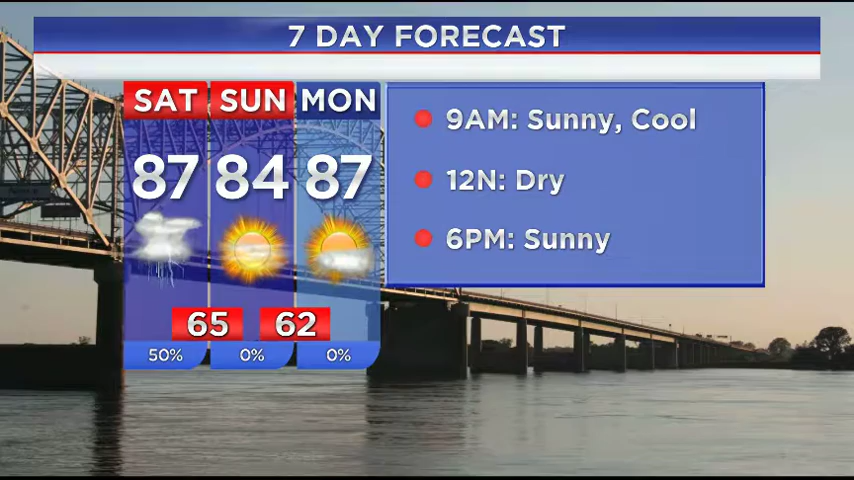 7 DAY FORECAST
SAT SUN MON
87 84 87
65 62
50% 0% 0%
9AM: Sunny, Cool
12N: Dry
6PM: Sunny